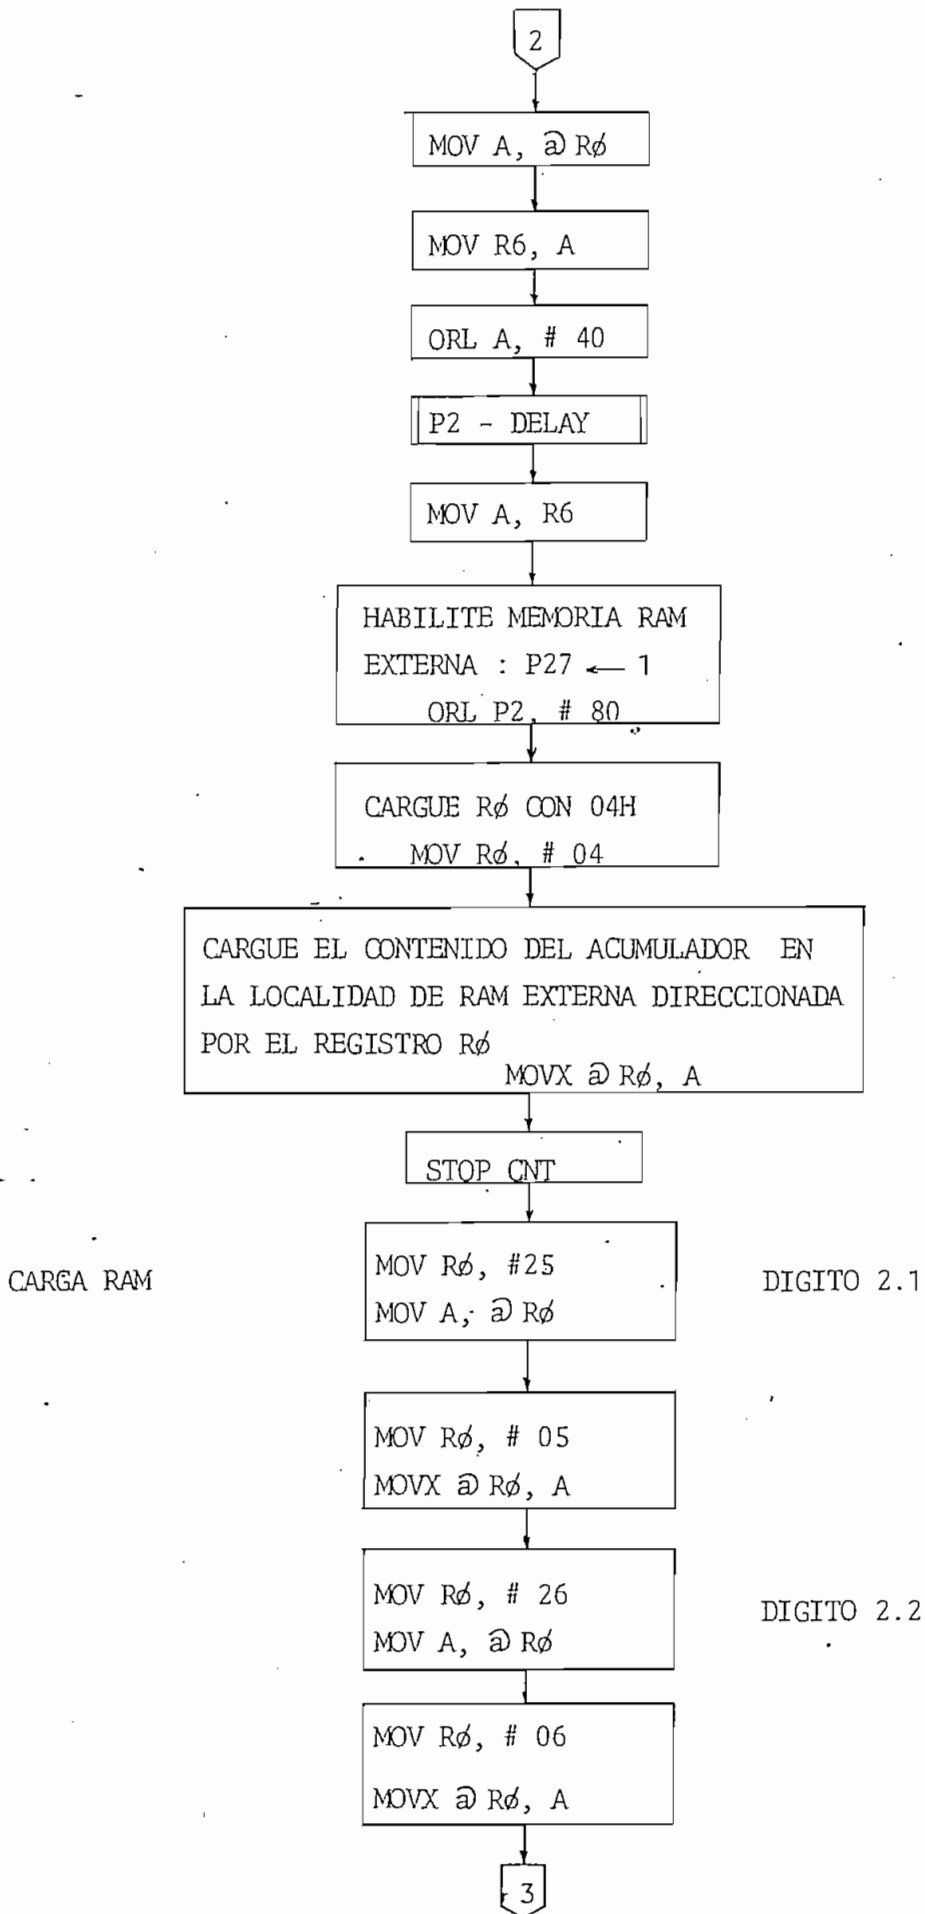 2
MOV A, @ RØ
MOV R6, A
ORL A, # 40
P2 - DELAY
MOV A, R6
HABILITE MEMORIA RAM
EXTERNA : P27 ← 1
ORL P2, # 80
CARGUE RØ CON 04H
MOV RØ, # 04
CARGUE EL CONTENIDO DEL ACUMULADOR EN
LA LOCALIDAD DE RAM EXTERNA DIRECCIONADA
POR EL REGISTRO RØ
MOVX @ RØ, A
STOP CNT
MOV RØ, #25
CARGA RAM
DIGITO 2.1
MOV A, @ RØ
MOV RØ, # 05
MOVX @ RØ, A
MOV RØ, # 26
DIGITO 2.2
MOV A, @ RØ
MOV RØ, # 06
MOVX @ RØ, A
3